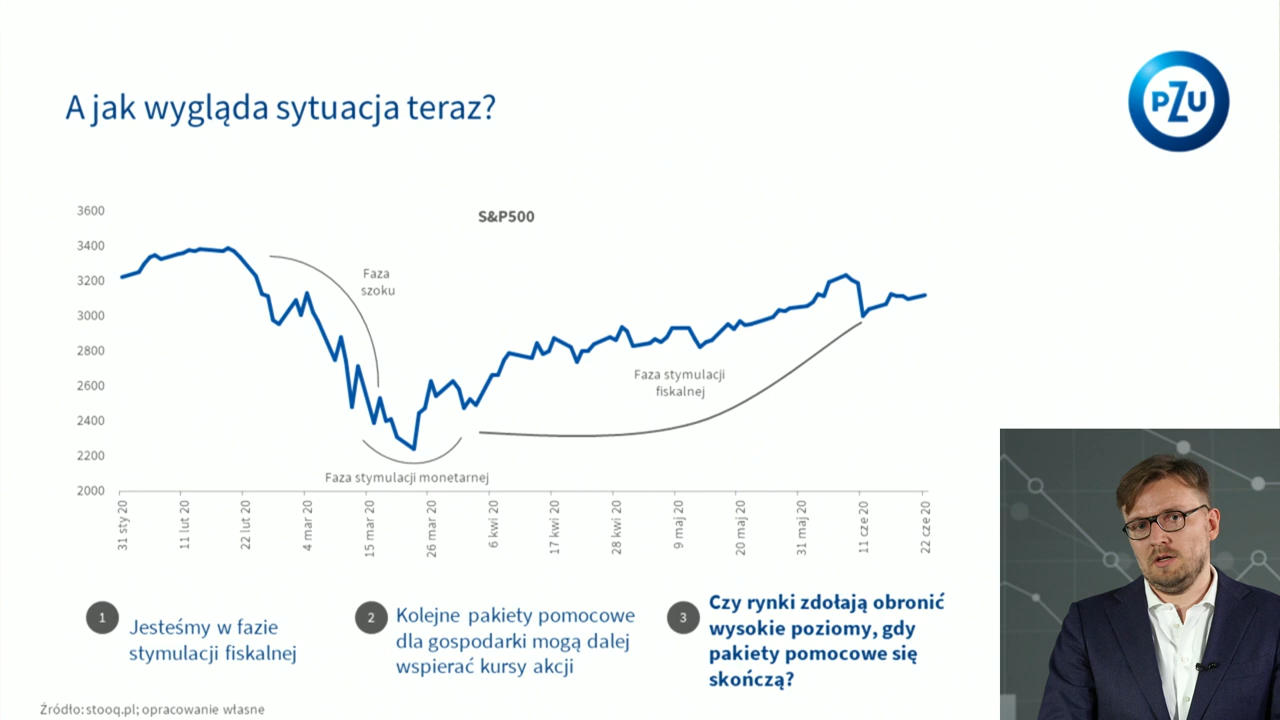 A jak wygląda sytuacja teraz?
PZU
S&P500
3600
3400
3200
3000
2800
2600
2400
2200
2000
Faza
szoku
Faza stymulacji
fiskalnej
Faza stymulacji monetarnej
31 sty 20
11 lut 20
22 lut 20
4 mar 20
15 mar 20
26 mar 20
6 kwi 20
17 kwi 20
28 kwi 20
9 maj 20
20 maj 20
31 maj 20
11 cze 20
22 cze 20
1
Jesteśmy w fazie
stymulacji fiskalnej
2
Kolejne pakiety pomocowe
dla gospodarki mogą dalej
wspierać kursy akcji
3
Czy rynki zdołają obronić
wysokie poziomy, gdy
pakiety pomocowe się
skończą?
Źródło: stooq.pl; opracowanie własne